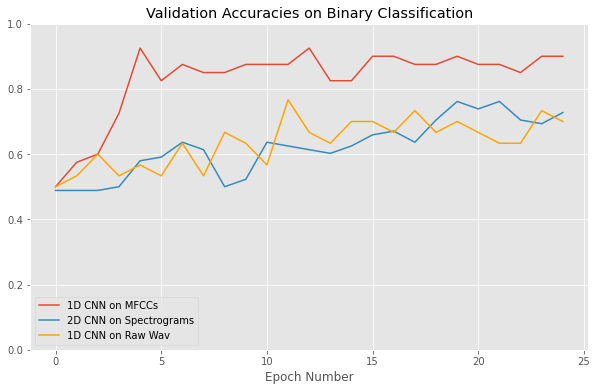 Validation Accuracies on Binary Classification
1.0
0.8
0.6
0.4
0.2
0.0
1D CNN on MFCCs
2D CNN on Spectrograms
1D CNN on Raw Wav
0 5 10 15 20 25
Epoch Number